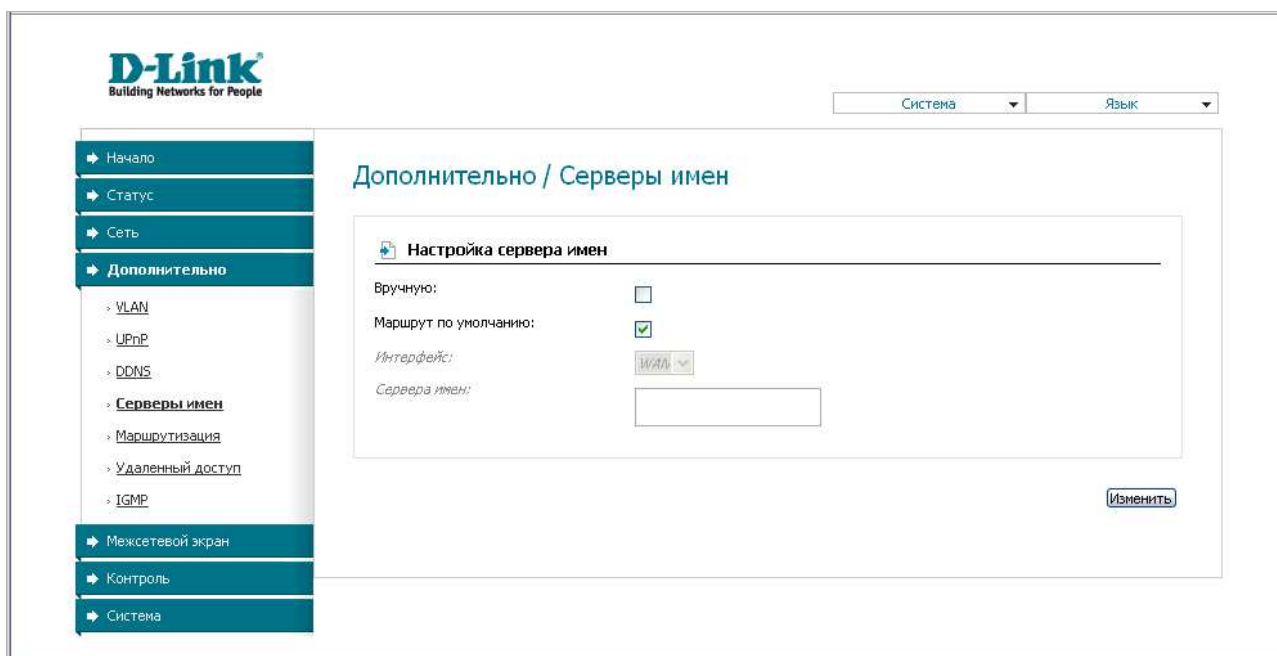 D-Link
Building Networks for People
Система
Язык
Начало
Статус
Сеть
Дополнительно
VLAN
UPnP
DDNS
Серверы имен
Маршрутизация
Удаленный доступ
IGMP
Межсетевой экран
Контроль
Система
Дополнительно / Серверы имен
Настройка сервера имен
Вручную:
Маршрут по умолчанию:
Интерфейс:
WAN
Сервера имен:
Изменить